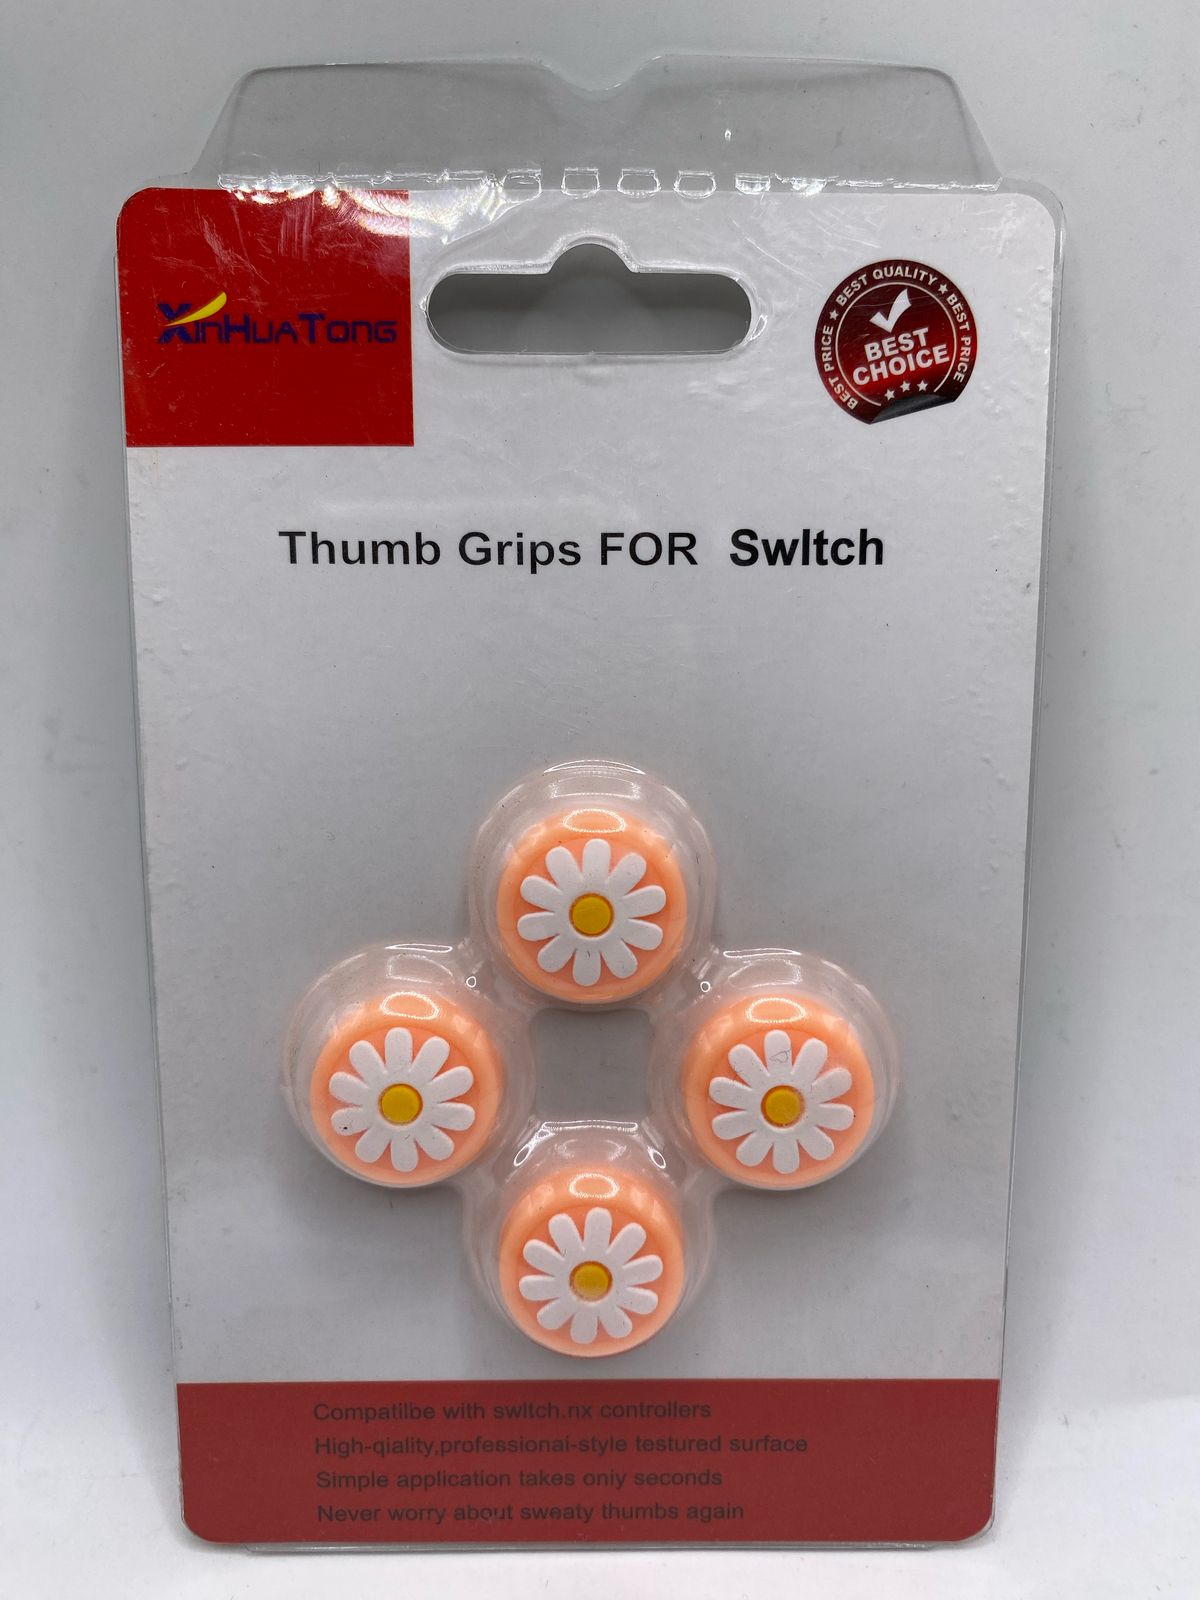 XinHuaTong
BEST PRICE ★ BEST QUALITY ★ BEST PRICE
BEST
CHOICE
Thumb Grips FOR Swltch
Compatilbe with swltch.nx controllers
High-qiality,professionai-style testured surface
Simple application takes oniy seconds
Never worry about sweaty thumbs again